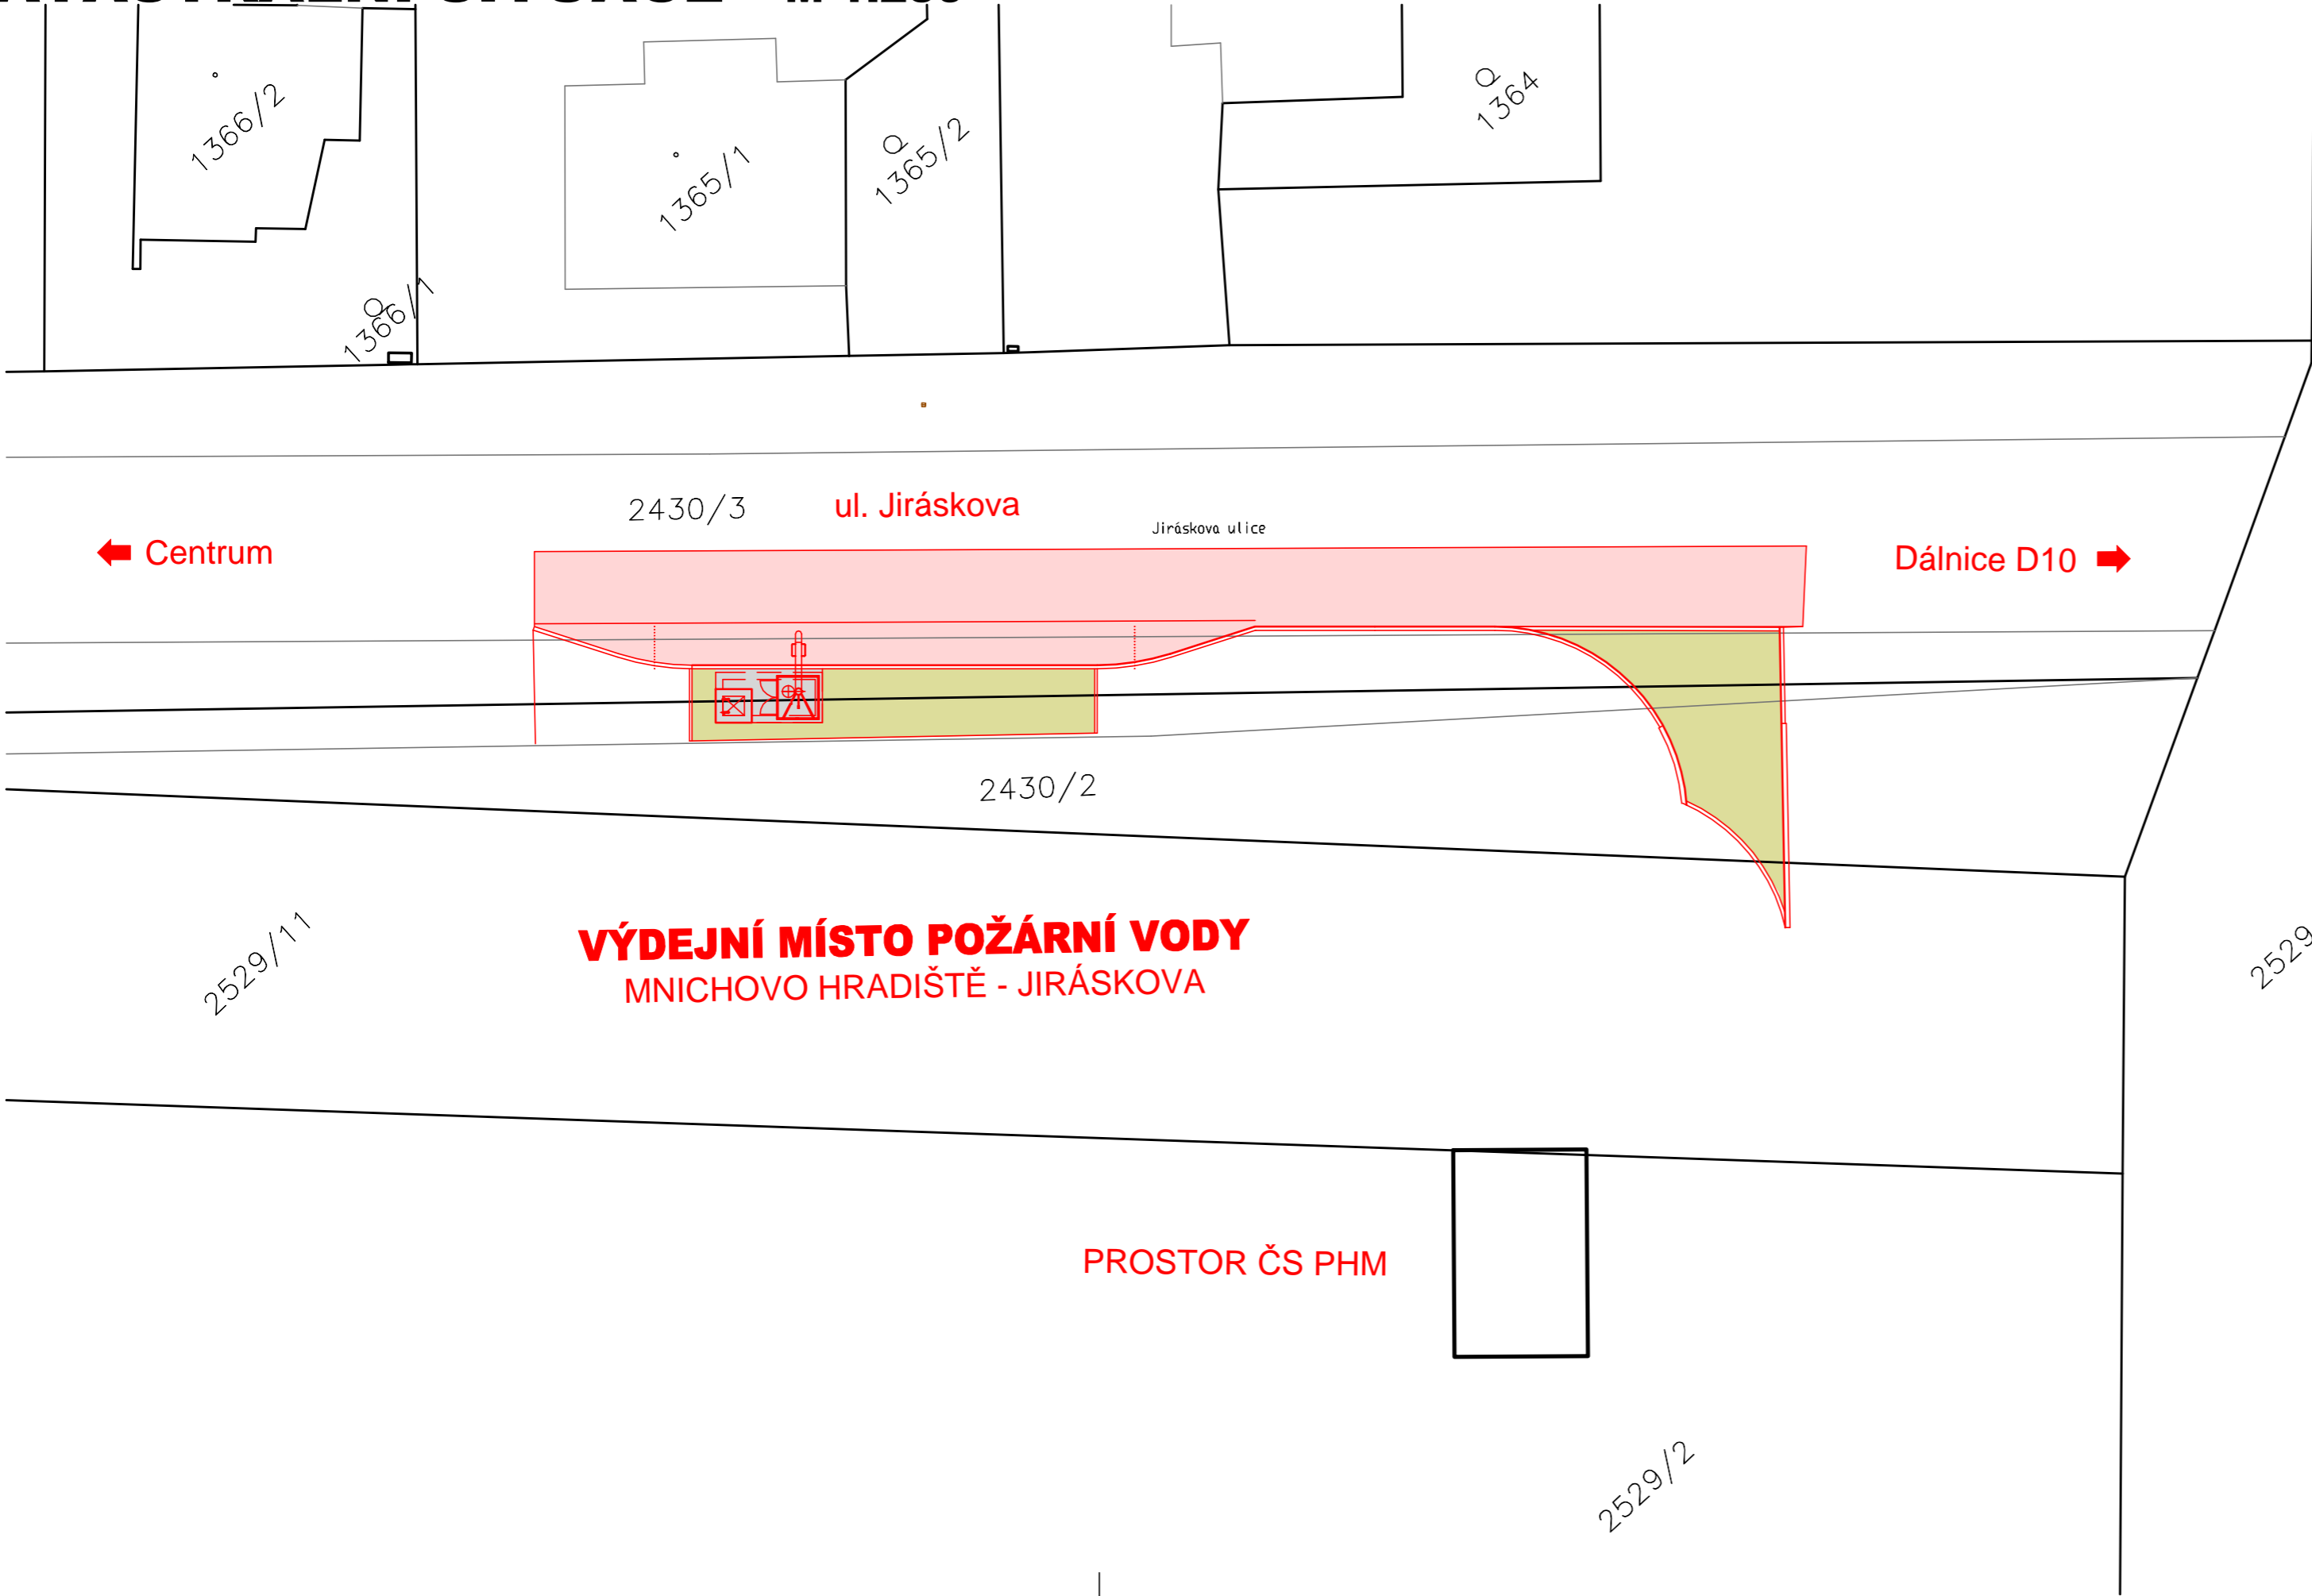 1366/2
1365/1
1365/2
1364
1366/1
2430/3
ul. Jiráskova
Jiráskova ulice
Centrum
Dálnice D10
2430/2
2529/11
VÝDEJNÍ MÍSTO POŽÁRNÍ VODY
MNICHOVO HRADIŠTĚ - JIRÁSKOVA
2529
PROSTOR ČS PHM
2529/2